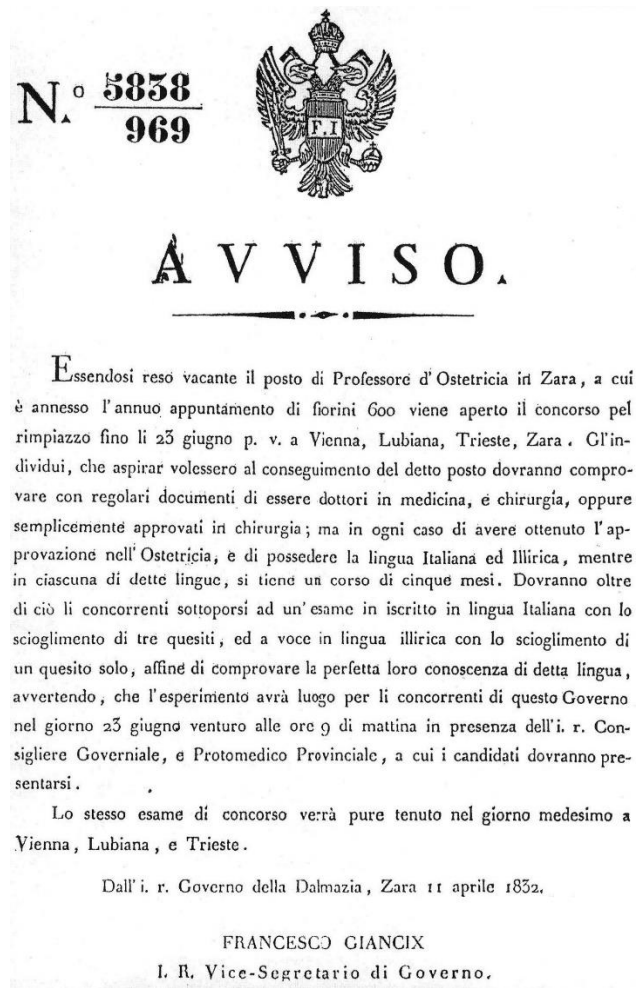 N.º 5838
969
F. I
AVVISO.
Essendosi reso vacante il posto di Professore d'Ostetricia in Zara, a cui
è annesso l'annuo appuntamento di fiorini 600 viene aperto il concorso pel
rimpiazzo fino li 23 giugno p. v. a Vienna, Lubiana, Trieste, Zara. Gl'in-
dividui, che aspirar volessero al conseguimento del detto posto dovranno compro-
vare con regolari documenti di essere dottori in medicina, e chirurgia, oppure
semplicemente approvati in chirurgia; ma in ogni caso di avere ottenuto l'ap-
provazione nell'Ostetricia, e di possedere la lingua Italiana ed Illirica, mentre
in ciascuna di dette lingue, si tiene un corso di cinque mesi. Dovranno oltre
di ciò li concorrenti sottoporsi ad un'esame in iscritto in lingua Italiana con lo
scioglimento di tre quesiti, ed a voce in lingua illirica con lo scioglimento di
un quesito solo, affine di comprovare la perfetta loro conoscenza di detta lingua,
avvertendo, che l'esperimento avrà luogo per li concorrenti di questo Governo
nel giorno 23 giugno venturo alle ore 9 di mattina in presenza dell'i. r. Con-
sigliere Governiale, e Protomedico Provinciale, a cui i candidati dovranno pre-
sentarsi.
Lo stesso esame di concorso verrà pure tenuto nel giorno medesimo a
Vienna, Lubiana, e Trieste.
Dall'i. r. Governo della Dalmazia, Zara 11 aprile 1832.
FRANCESCO GIANCIX
I. R. Vice-Segretario di Governo.